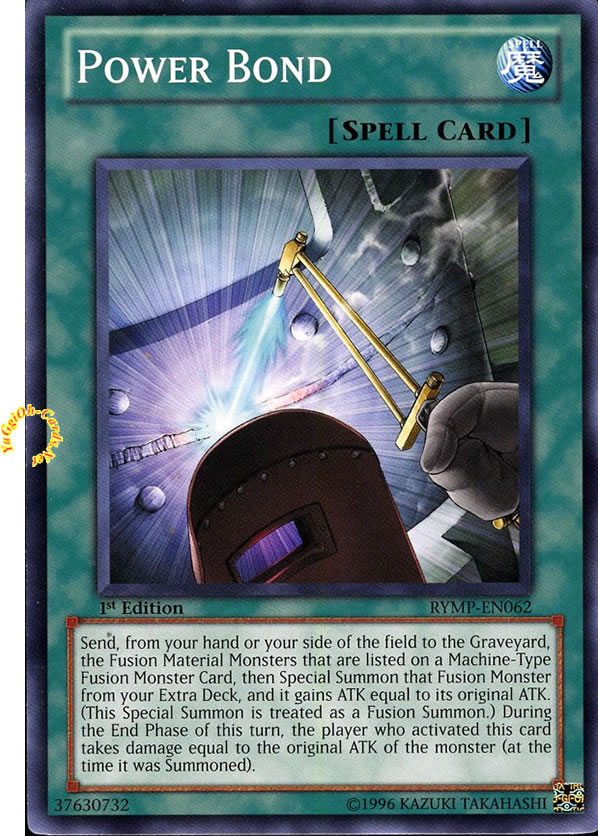 Power Bond
SPELL
魔
[Spell Card]
YuGgiOh-Cards.Net
1st Edition
RYMP-EN062
Send, from your hand or your side of the field to the Graveyard,
the Fusion Material Monsters that are listed on a Machine-Type
Fusion Monster Card, then Special Summon that Fusion Monster
from your Extra Deck, and it gains ATK equal to its original ATK.
(This Special Summon is treated as a Fusion Summon.) During
the End Phase of this turn, the player who activated this card
takes damage equal to the original ATK of the monster (at the
time it was Summoned).
37630732
©1996 KAZUKI TAKAHASHI